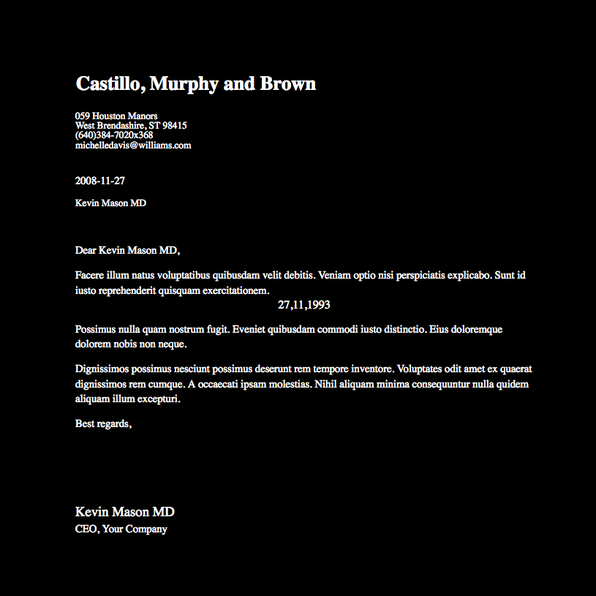 Castillo, Murphy and Brown
059 Houston Manors
West Brendashire, ST 98415
(640)384-7020x368
michelledavis@williams.com
2008-11-27
Kevin Mason MD
Dear Kevin Mason MD,
Facere illum natus voluptatibus quibusdam velit debitis. Veniam optio nisi perspiciatis explicabo. Sunt id
iusto reprehenderit quisquam exercitationem.
27,11,1993
Possimus nulla quam nostrum fugit. Eveniet quibusdam commodi iusto distinctio. Eius doloremque
dolorem nobis non neque.
Dignissimos possimus nesciunt possimus deserunt rem tempore inventore. Voluptates odit amet ex quaerat
dignissimos rem cumque. A occaecati ipsam molestias. Nihil aliquam minima consequuntur nulla quidem
aliquam illum excepturi.
Best regards,
Kevin Mason MD
CEO, Your Company